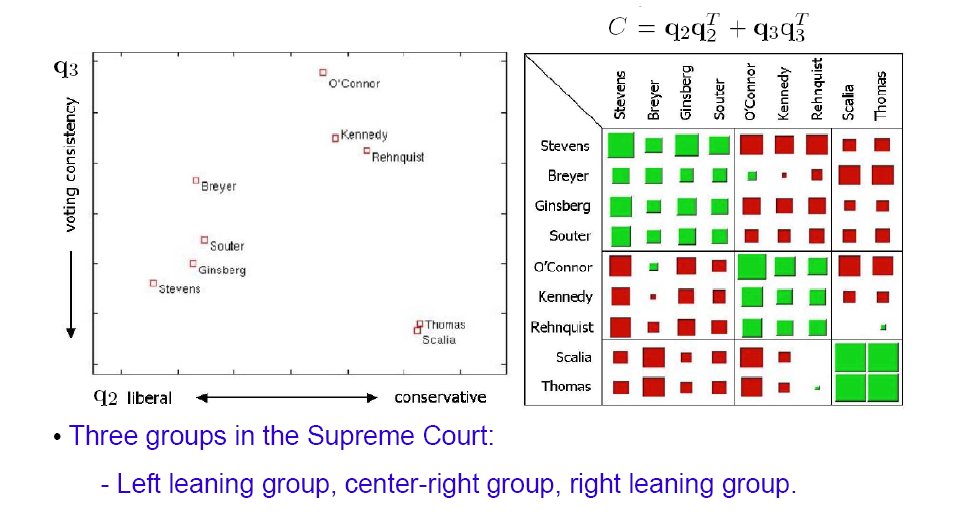 C = q₂q₂ᵀ + q₃q₃ᵀ
q₃
voting consistency
O'Connor
Kennedy
Rehnquist
Breyer
Souter
Ginsberg
Stevens
Thomas
Scalia
q₂ liberal
conservative
Stevens
Breyer
Ginsberg
Souter
O'Connor
Kennedy
Rehnquist
Scalia
Thomas
Stevens
Breyer
Ginsberg
Souter
O'Connor
Kennedy
Rehnquist
Scalia
Thomas
• Three groups in the Supreme Court:
- Left leaning group, center-right group, right leaning group.